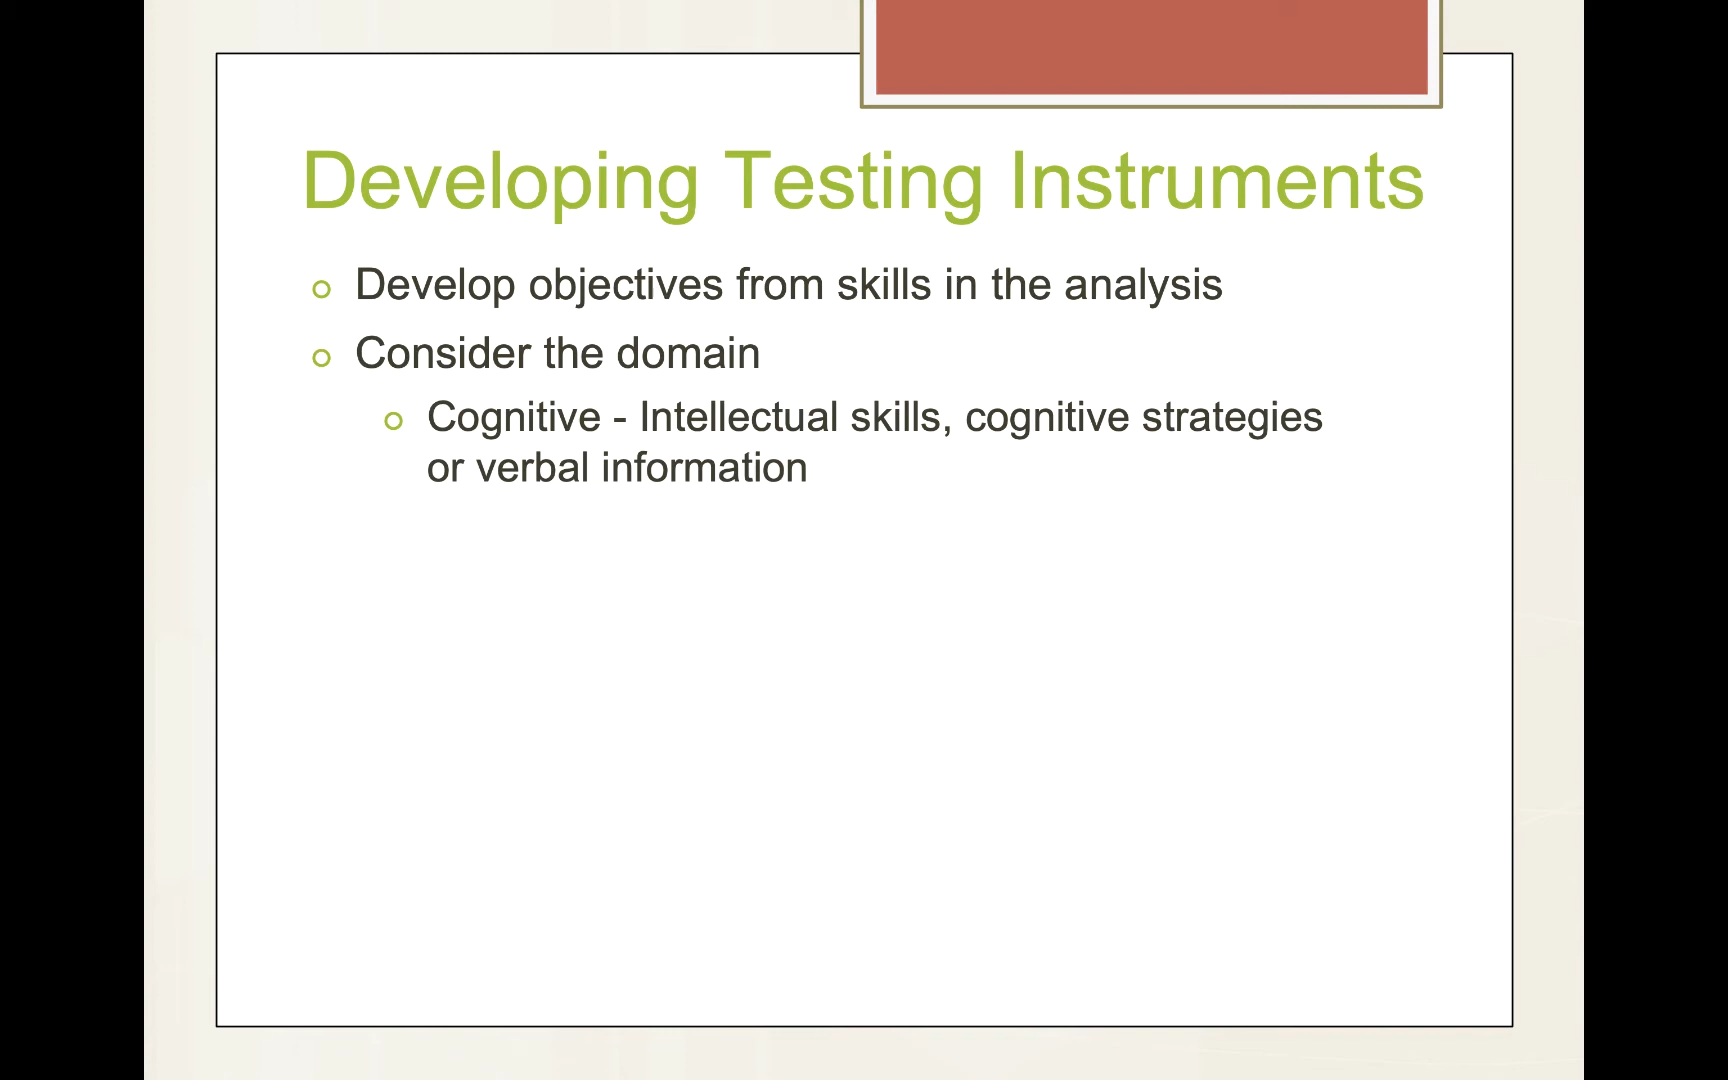 Developing Testing Instruments
Develop objectives from skills in the analysis
Consider the domain
Cognitive - Intellectual skills, cognitive strategies
or verbal information